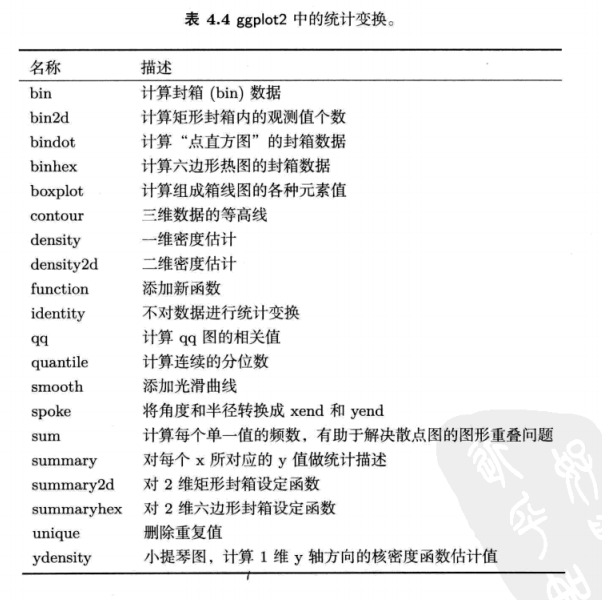 表 4.4 ggplot2 中的统计变换。
名称 描述
bin 计算封箱 (bin) 数据
bin2d 计算矩形封箱内的观测值个数
bindot 计算“点直方图”的封箱数据
binhex 计算六边形热图的封箱数据
boxplot 计算组成箱线图的各种元素值
contour 三维数据的等高线
density 一维密度估计
density2d 二维密度估计
function 添加新函数
identity 不对数据进行统计变换
qq 计算 qq 图的相关值
quantile 计算连续的分位数
smooth 添加光滑曲线
spoke 将角度和半径转换成 xend 和 yend
sum 计算每个单一值的频数，有助于解决散点图的图形重叠问题
summary 对每个 x 所对应的 y 值做统计描述
summary2d 对 2 维矩形封箱设定函数
summaryhex 对 2 维六边形封箱设定函数
unique 删除重复值
ydensity 小提琴图，计算 1 维 y 轴方向的核密度函数估计值